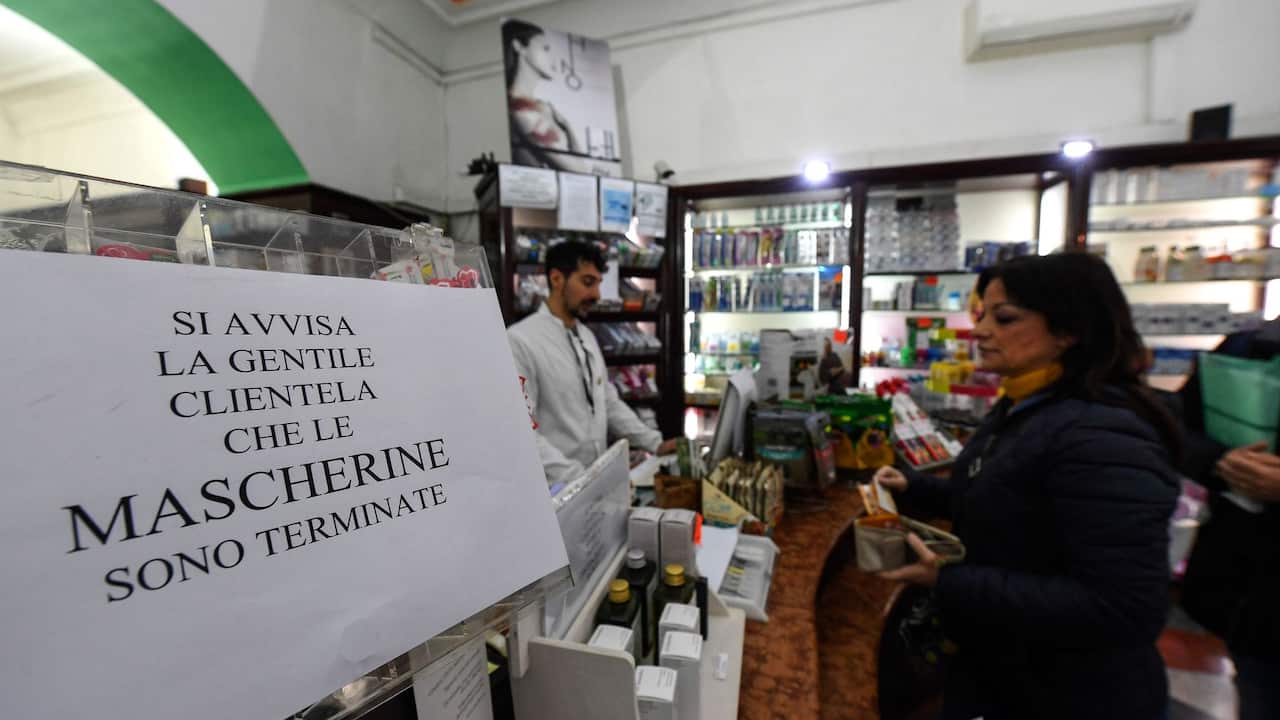 SI AVVISA
LA GENTILE
CLIENTELA
CHE LE
MASCHERINE
SONO TERMINATE